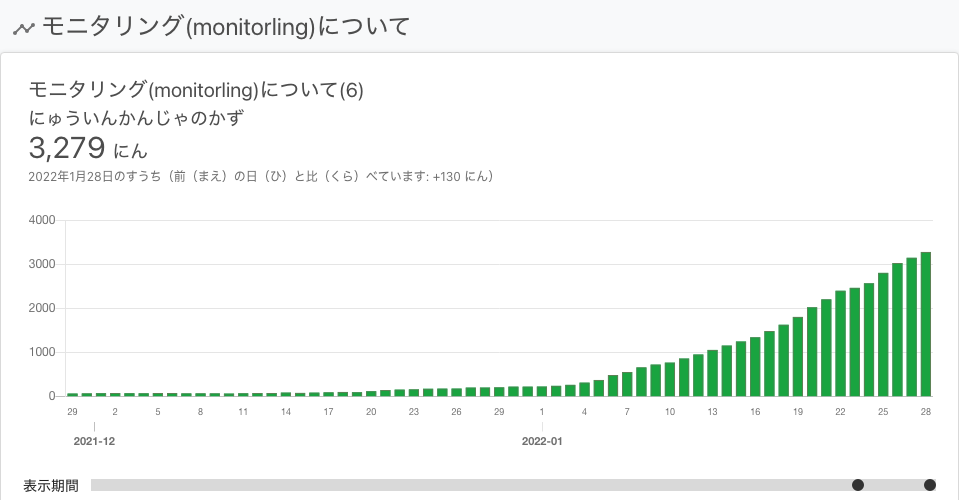 モニタリング(monitorling)について
モニタリング(monitorling)について(6)
にゅういんかんじゃのかず
3,279 にん
2022年1月28日のすうち（前（まえ）の日（ひ）と比（くら）べています: +130 にん）
4000
3000
2000
1000
0
29 2 5 8 11 14 17 20 23 26 29 1 4 7 10 13 16 19 22 25 28
2021-12 2022-01
表示期間